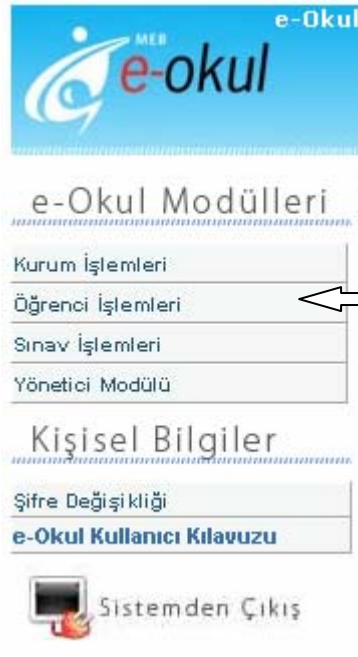 e-Okul
MEB
e-okul
e-Okul Modülleri
Kurum İşlemleri
Öğrenci İşlemleri
Sınav İşlemleri
Yönetici Modülü
Kişisel Bilgiler
Şifre Değişikliği
e-Okul Kullanıcı Kılavuzu
Sistemden Çıkış